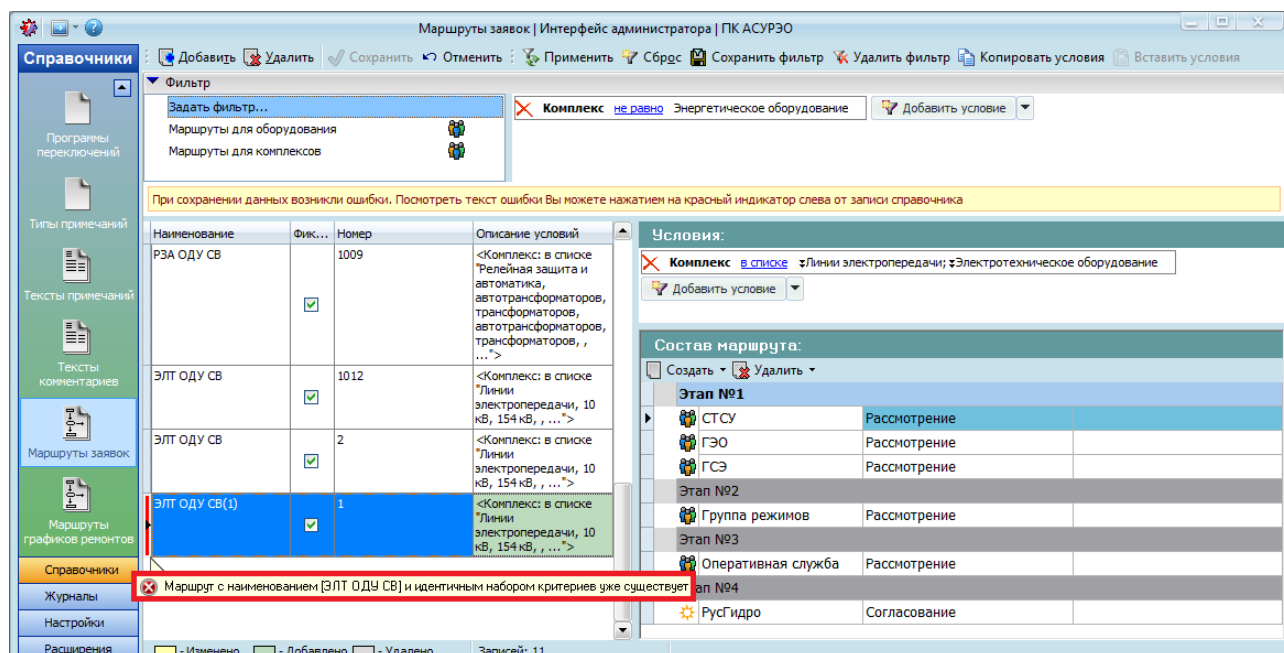 Маршруты заявок | Интерфейс администратора | ПК АСУРЭО
Справочники
Добавить Удалить Сохранить Отменить Применить Сброс Сохранить фильтр Удалить фильтр Копировать условия Вставить условия
Фильтр
Задать фильтр...
Маршруты для оборудования
Маршруты для комплексов
Комплекс не равно Энергетическое оборудование
Добавить условие
Программы
переключений
Типы примечаний
Тексты примечаний
Тексты
комментариев
Маршруты заявок
Маршруты
графиков ремонтов
Справочники
Журналы
Настройки
Расширения
При сохранении данных возникли ошибки. Посмотреть текст ошибки Вы можете нажатием на красный индикатор слева от записи справочника
Наименование Фик... Номер Описание условий
РЗА ОДУ СВ 1009 <Комплекс: в списке
"Релейная защита и
автоматика,
автотрансформаторов,
трансформаторов,
автотрансформаторов,
трансформаторов, ,
...">
ЭЛТ ОДУ СВ 1012 <Комплекс: в списке
"Линии
электропередачи, 10
кВ, 154 кВ, , ...">
ЭЛТ ОДУ СВ 2 <Комплекс: в списке
"Линии
электропередачи, 10
кВ, 154 кВ, , ...">
ЭЛТ ОДУ СВ(1) 1 <Комплекс: в списке
"Линии
электропередачи, 10
кВ, 154 кВ, , ...">
Маршрут с наименованием [ЭЛТ ОДУ СВ] и идентичным набором критериев уже существует
- Изменено - Добавлено - Удалено Записей: 11
Условия:
Комплекс в списке Линии электропередачи; Электротехническое оборудование
Добавить условие
Состав маршрута:
Создать Удалить
Этап №1
СТСУ Рассмотрение
ГЭО Рассмотрение
ГСЭ Рассмотрение
Этап №2
Группа режимов Рассмотрение
Этап №3
Оперативная служба Рассмотрение
ап №4
РусГидро Согласование